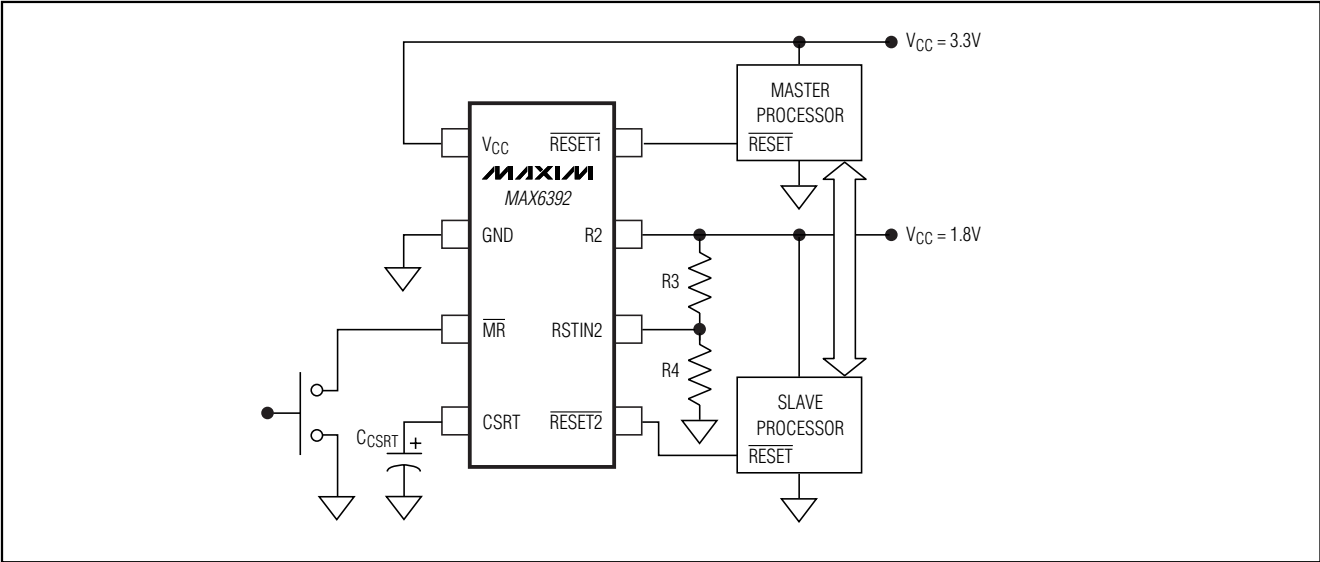 V_CC = 3.3V
MASTER
PROCESSOR
RESET
V_CC RESET1
MAXIM
MAX6392
GND R2
V_CC = 1.8V
R3
MR RSTIN2
R4
CSRT RESET2
C_CSRT +
SLAVE
PROCESSOR
RESET